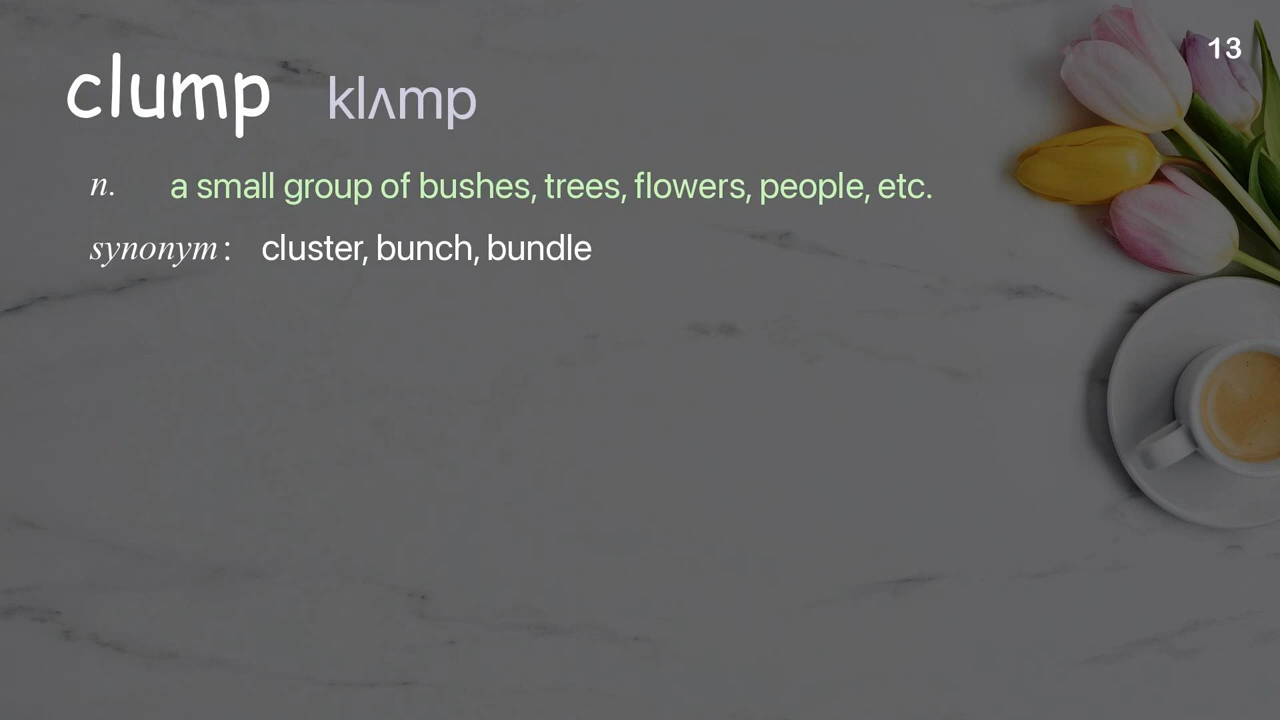 13
clump klʌmp
n. a small group of bushes, trees, flowers, people, etc.
synonym : cluster, bunch, bundle